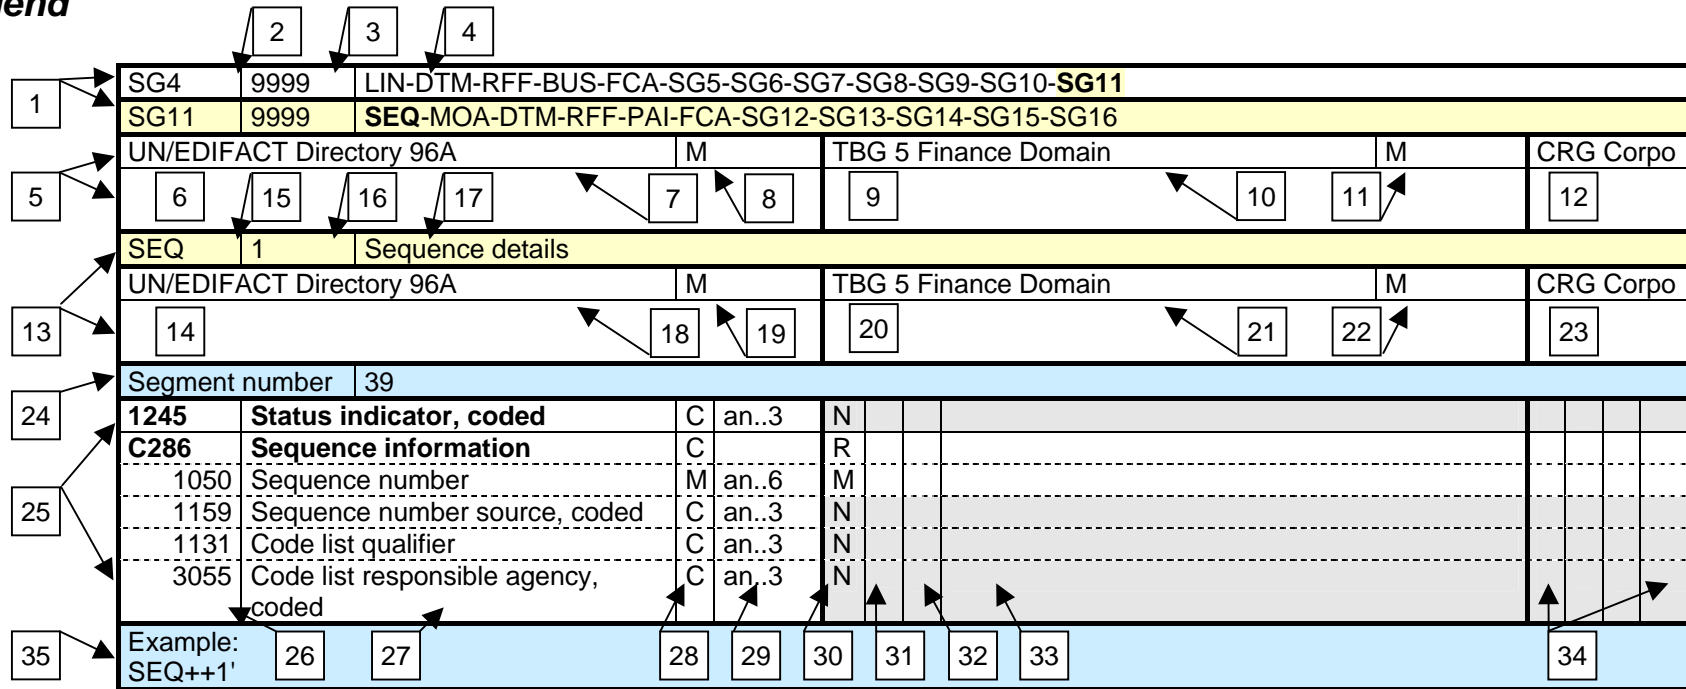 2 3 4
1
SG4 9999 LIN-DTM-RFF-BUS-FCA-SG5-SG6-SG7-SG8-SG9-SG10-SG11
SG11 9999 SEQ-MOA-DTM-RFF-PAI-FCA-SG12-SG13-SG14-SG15-SG16
UN/EDIFACT Directory 96A M TBG 5 Finance Domain M CRG Corpo
5 6 15 16 17 7 8 9 10 11 12
SEQ 1 Sequence details
UN/EDIFACT Directory 96A M TBG 5 Finance Domain M CRG Corpo
13 14 18 19 20 21 22 23
Segment number 39
24
1245 Status indicator, coded C an..3 N
C286 Sequence information C R
1050 Sequence number M an..6 M
25
1159 Sequence number source, coded C an..3 N
1131 Code list qualifier C an..3 N
3055 Code list responsible agency, C an..3 N
coded
Example:
35 26 27 28 29 30 31 32 33 34
SEQ++1'